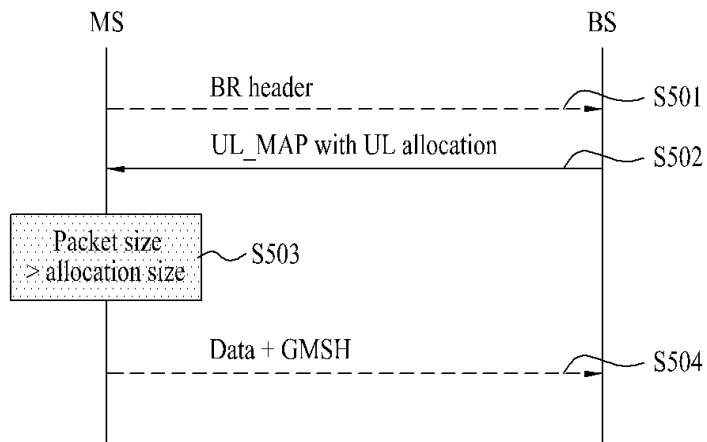 MS
BS
BR header
S501
UL_MAP with UL allocation
S502
Packet size
> allocation size
S503
Data + GMSH
S504